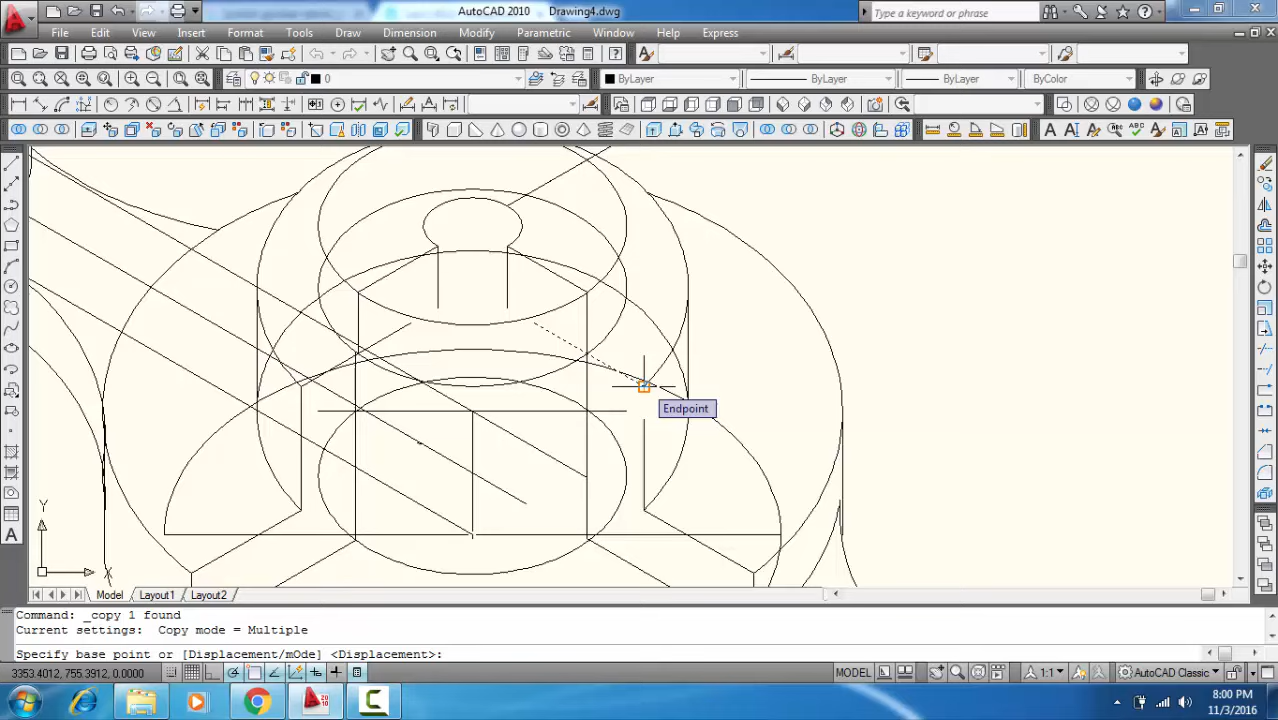 AutoCAD 2010 Drawing4.dwg
Type a keyword or phrase
File Edit View Insert Format Tools Draw Dimension Modify Parametric Window Help Express
0
ByLayer
ByLayer
ByLayer
ByColor
Endpoint
Y
X
Model Layout1 Layout2
Command: _copy 1 found
Current settings: Copy mode = Multiple
Specify base point or [Displacement/mOde] <Displacement>:
3353.4012, 755.3912, 0.0000
MODEL
1:1
AutoCAD Classic
8:00 PM
11/3/2016